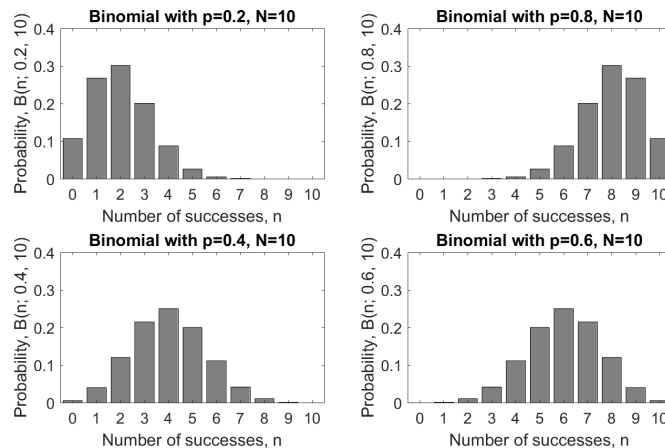 Binomial with p=0.2, N=10
Probability, B(n; 0.2, 10)
0.4
0.3
0.2
0.1
0
0 1 2 3 4 5 6 7 8 9 10
Number of successes, n
Binomial with p=0.8, N=10
Probability, B(n; 0.8, 10)
0.4
0.3
0.2
0.1
0
0 1 2 3 4 5 6 7 8 9 10
Number of successes, n
Binomial with p=0.4, N=10
Probability, B(n; 0.4, 10)
0.4
0.3
0.2
0.1
0
0 1 2 3 4 5 6 7 8 9 10
Number of successes, n
Binomial with p=0.6, N=10
Probability, B(n; 0.6, 10)
0.4
0.3
0.2
0.1
0
0 1 2 3 4 5 6 7 8 9 10
Number of successes, n